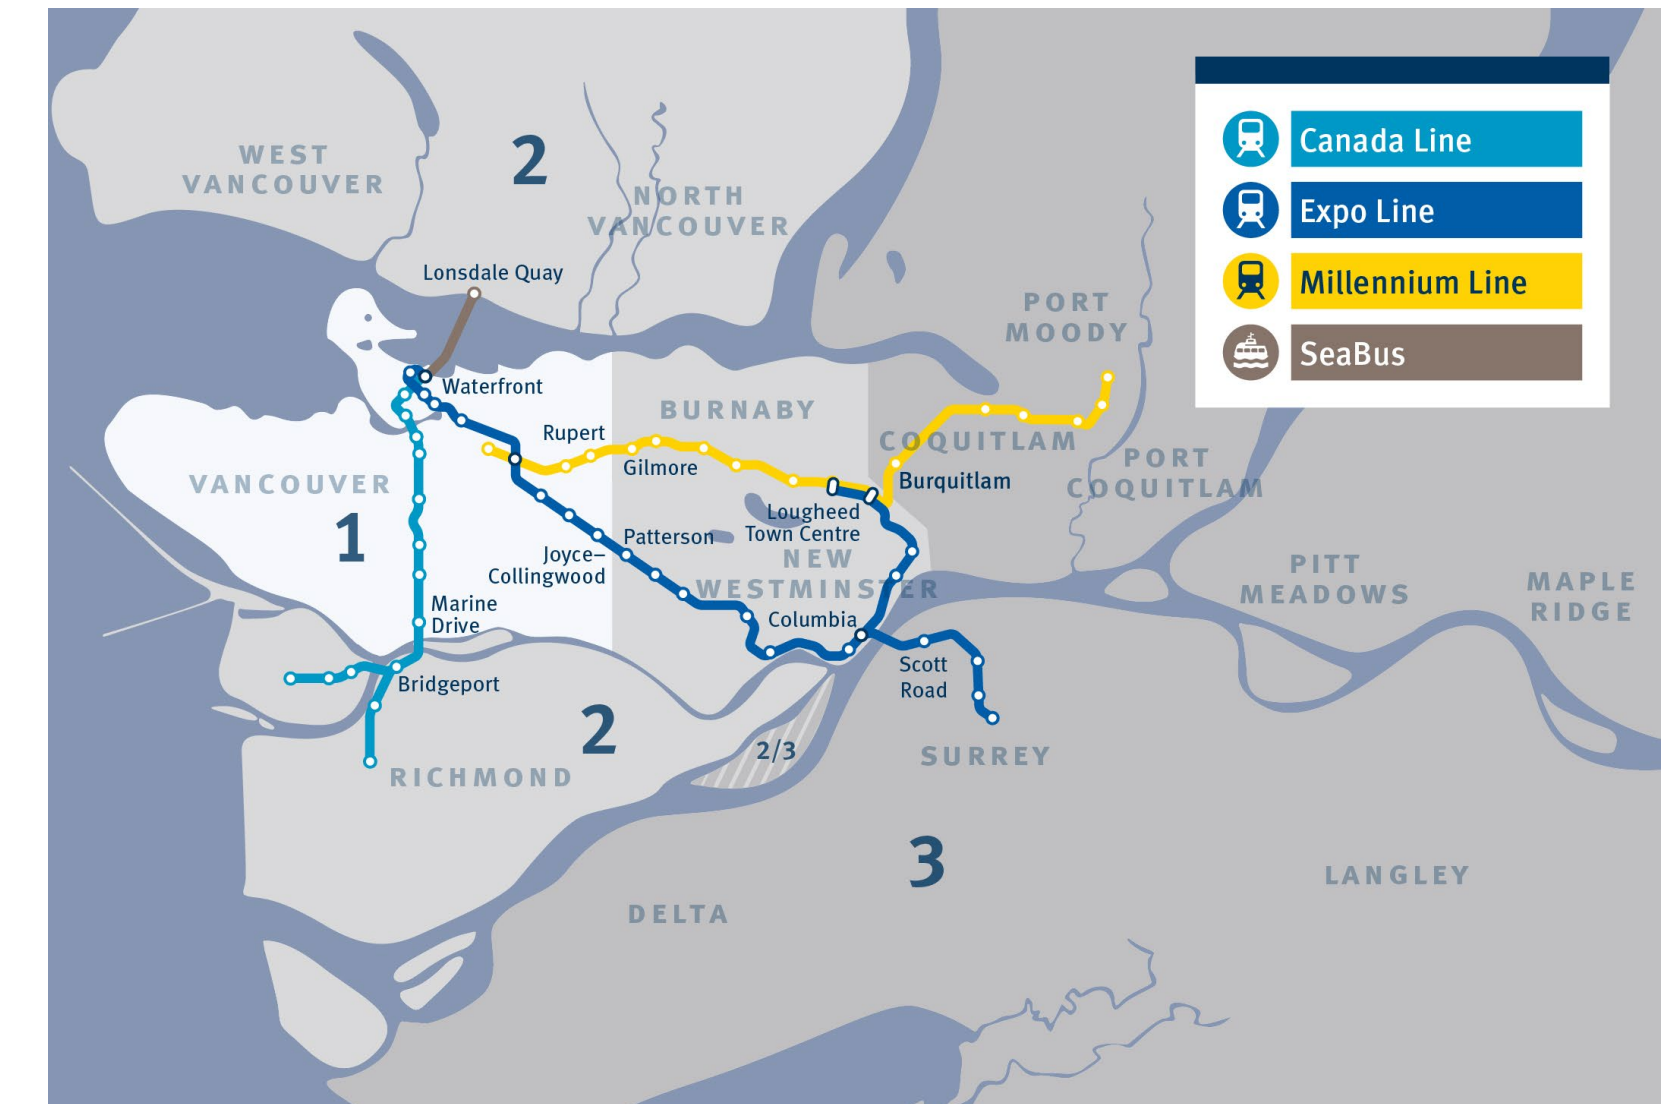 WEST
VANCOUVER
2
NORTH
VANCOUVER
Canada Line
Expo Line
Millennium Line
SeaBus
Lonsdale Quay
PORT
MOODY
Waterfront
BURNABY
Rupert
Gilmore
COQUITLAM
PORT
COQUITLAM
Burquitlam
VANCOUVER
1
Lougheed
Town Centre
Patterson
Joyce–
Collingwood
NEW
WESTMINSTER
PITT
MEADOWS
MAPLE
RIDGE
Marine
Drive
Columbia
Scott
Road
Bridgeport
2
2/3
SURREY
RICHMOND
3
LANGLEY
DELTA